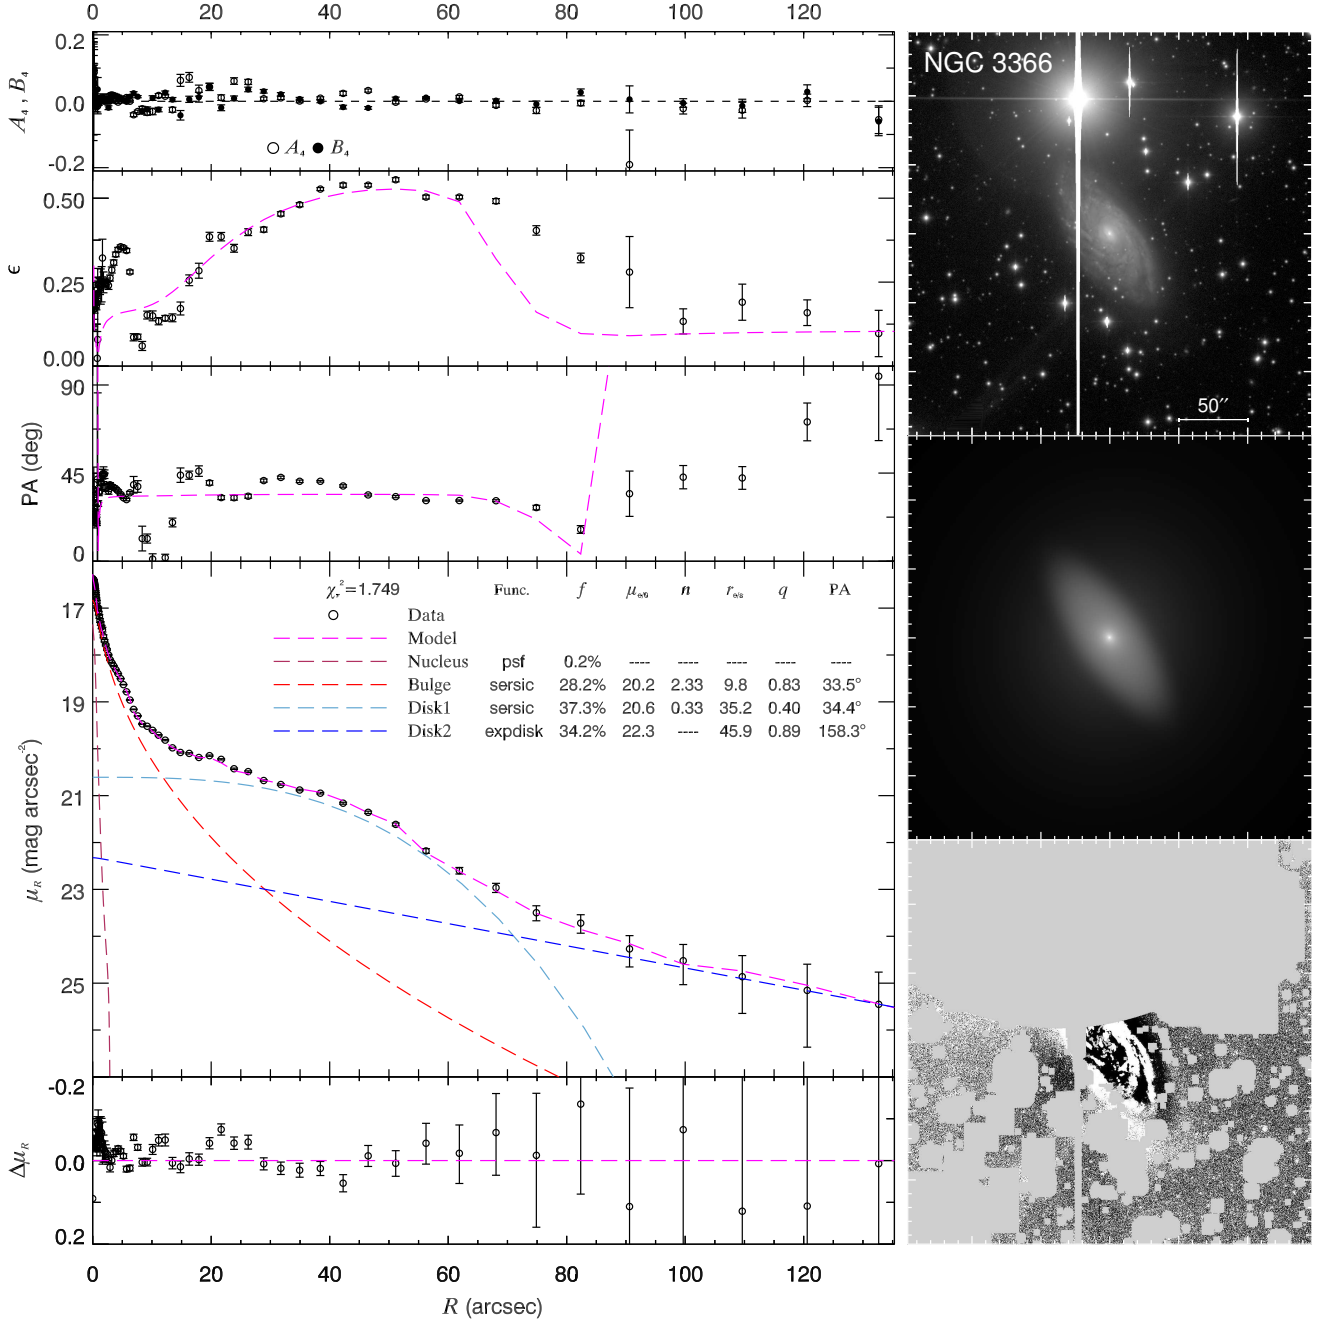 0 20 40 60 80 100 120
0.2
0.0
-0.2
A₄ , B₄
A₄ B₄
0.50
0.25
0.00
ϵ
90
45
0
PA (deg)
χᵣ²=1.749 Func. f μe/0 n re/s q PA
Data
Model
Nucleus psf 0.2% ---- ---- ---- ---- ----
Bulge sersic 28.2% 20.2 2.33 9.8 0.83 33.5°
Disk1 sersic 37.3% 20.6 0.33 35.2 0.40 34.4°
Disk2 expdisk 34.2% 22.3 ---- 45.9 0.89 158.3°
17
19
21
23
25
μR (mag arcsec⁻²)
-0.2
0.0
0.2
ΔμR
0 20 40 60 80 100 120
R (arcsec)
NGC 3366
50″